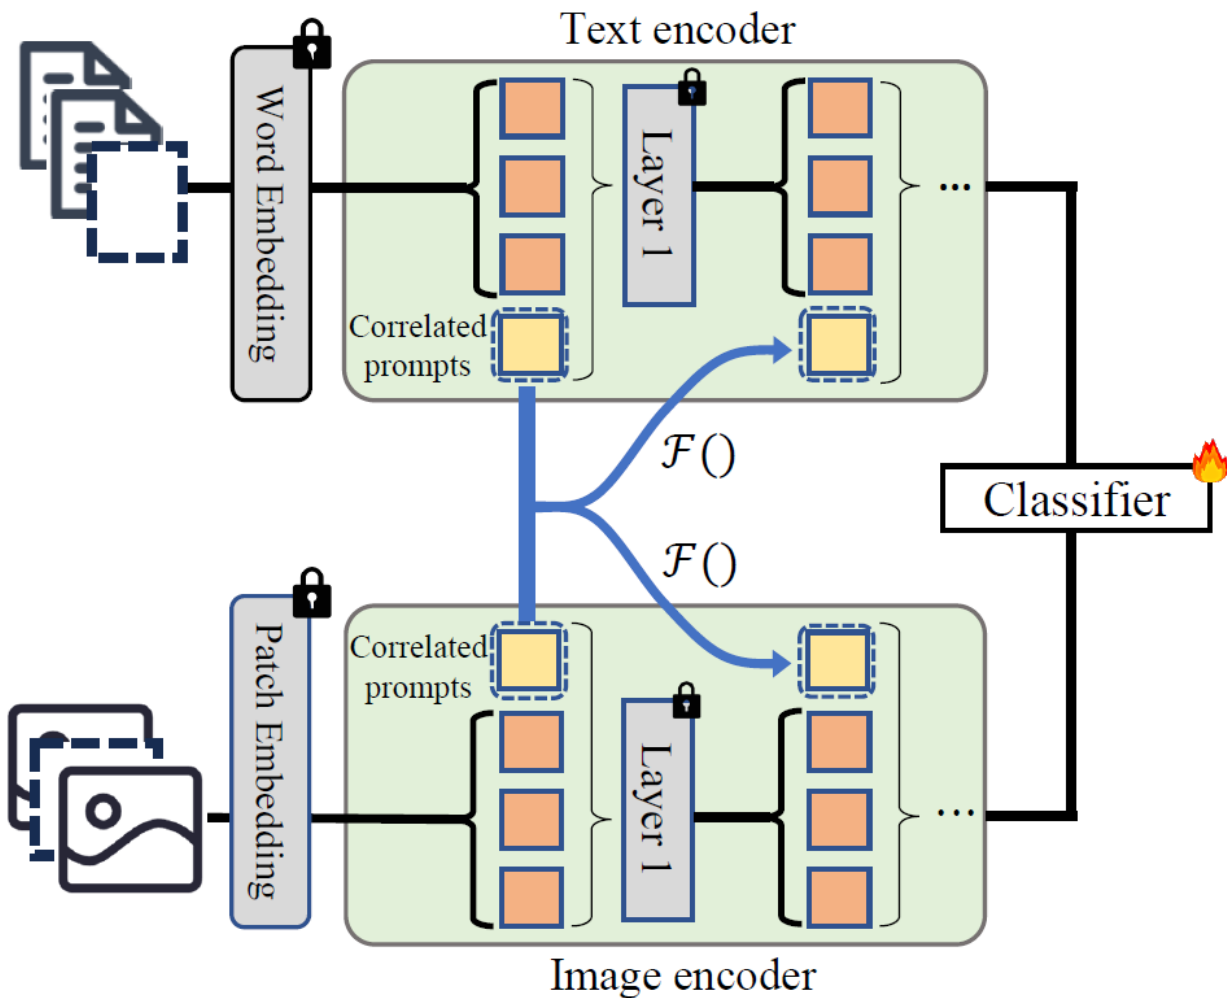 Text encoder
Word Embedding
Layer 1
...
Correlated
prompts
ℱ()
Classifier
ℱ()
Patch Embedding
Correlated
prompts
Layer 1
...
Image encoder